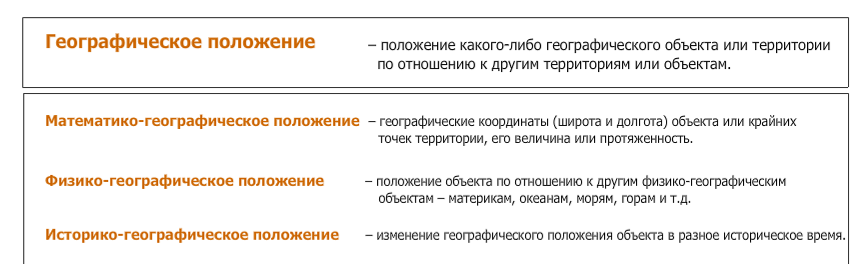 Географическое положение – положение какого-либо географического объекта или территории
по отношению к другим территориям или объектам.
Математико-географическое положение – географические координаты (широта и долгота) объекта или крайних
точек территории, его величина или протяженность.
Физико-географическое положение – положение объекта по отношению к другим физико-географическим
объектам – материкам, океанам, морям, горам и т.д.
Историко-географическое положение – изменение географического положения объекта в разное историческое время.